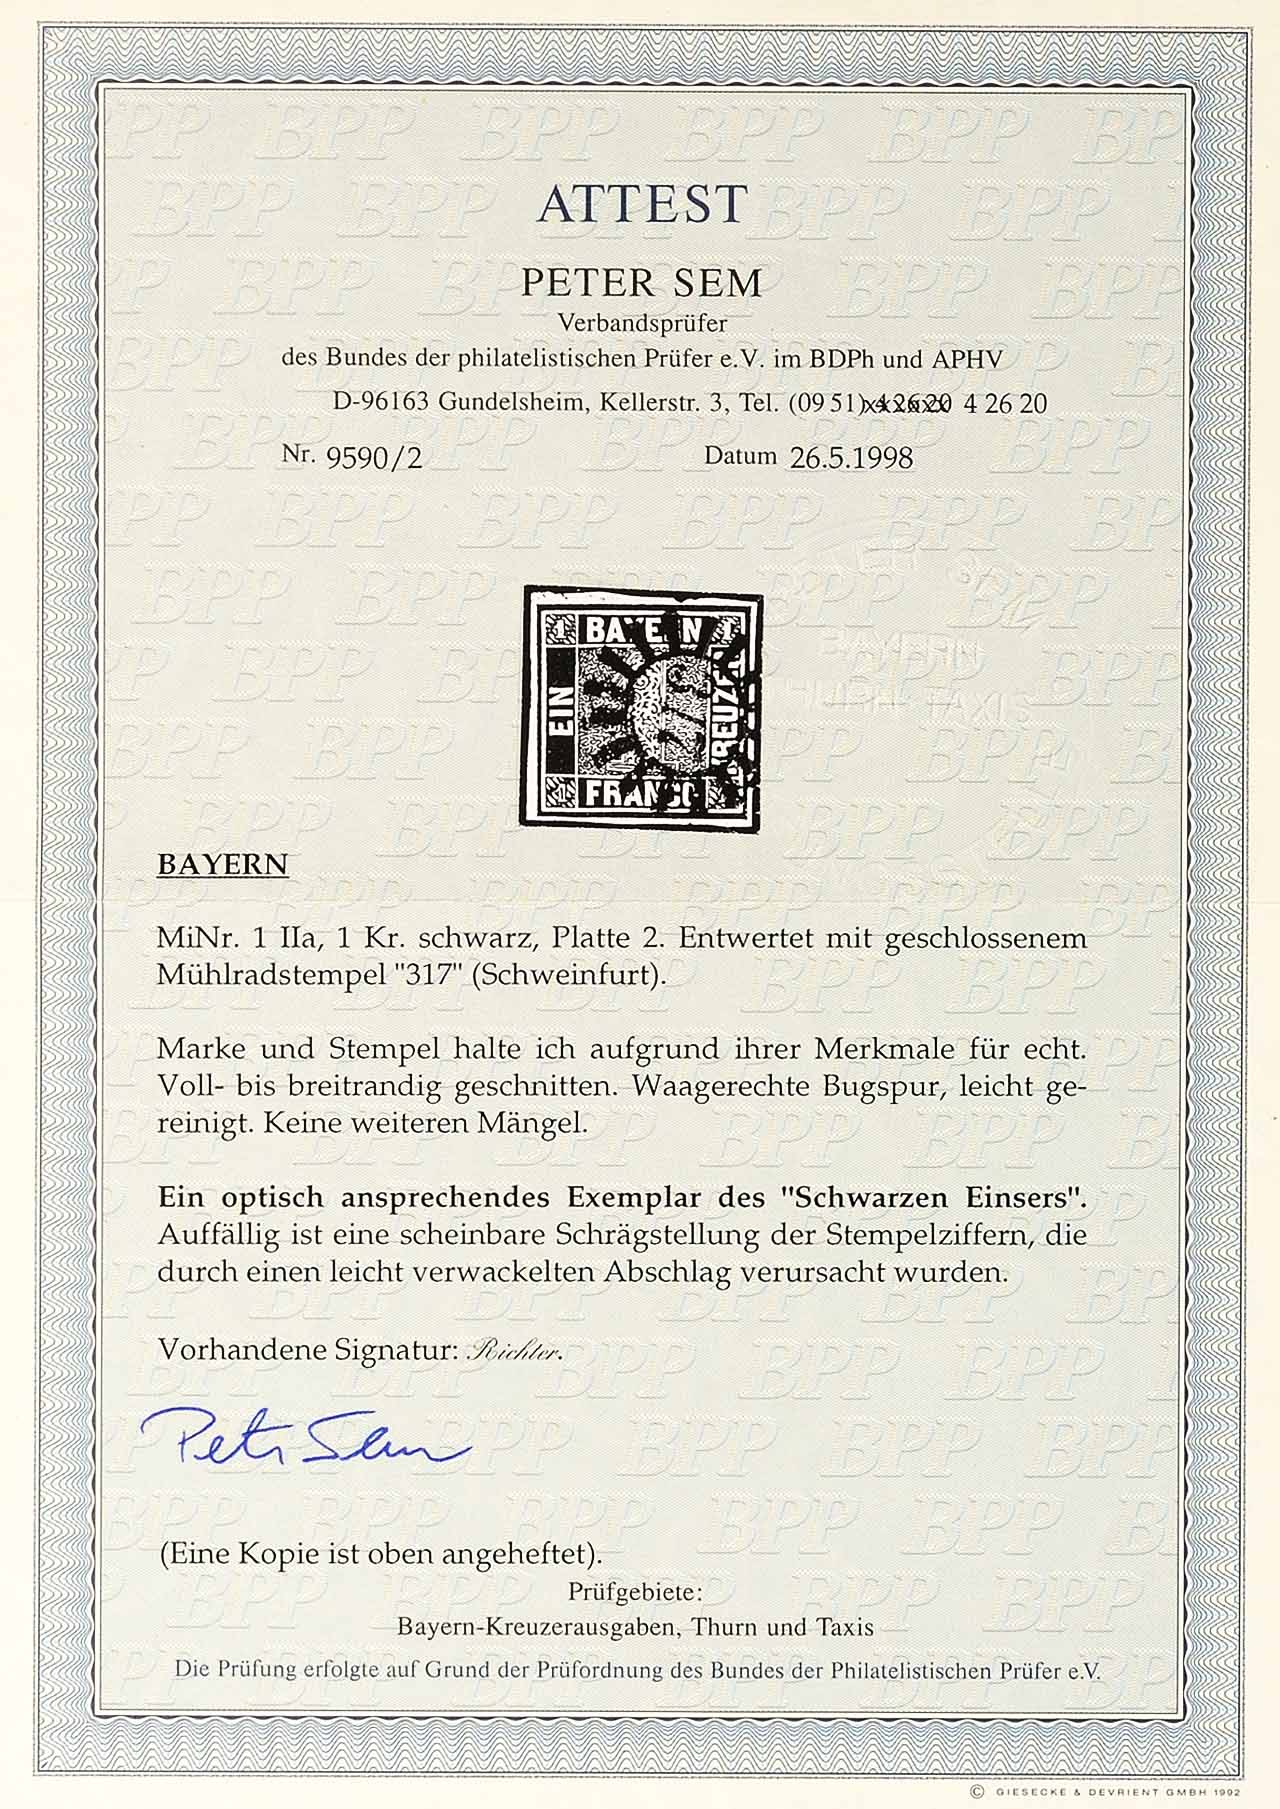 ATTEST
PETER SEM
Verbandsprüfer
des Bundes der philatelistischen Prüfer e.V. im BDPh und APHV
D-96163 Gundelsheim, Kellerstr. 3, Tel. (09 51) 4 26 20
Nr. 9590/2 Datum 26.5.1998
1 BAYERN 1
EIN
KREUZER
1 FRANCO
BAYERN
MiNr. 1 IIa, 1 Kr. schwarz, Platte 2. Entwertet mit geschlossenem
Mühlradstempel "317" (Schweinfurt).
Marke und Stempel halte ich aufgrund ihrer Merkmale für echt.
Voll- bis breitrandig geschnitten. Waagerechte Bugspur, leicht ge-
reinigt. Keine weiteren Mängel.
Ein optisch ansprechendes Exemplar des "Schwarzen Einsers".
Auffällig ist eine scheinbare Schrägstellung der Stempelziffern, die
durch einen leicht verwackelten Abschlag verursacht wurden.
Vorhandene Signatur: Richter.
Peter Sem
(Eine Kopie ist oben angeheftet).
Prüfgebiete:
Bayern-Kreuzerausgaben, Thurn und Taxis
Die Prüfung erfolgte auf Grund der Prüfordnung des Bundes der Philatelistischen Prüfer e.V.
© GIESECKE & DEVRIENT GMBH 1992